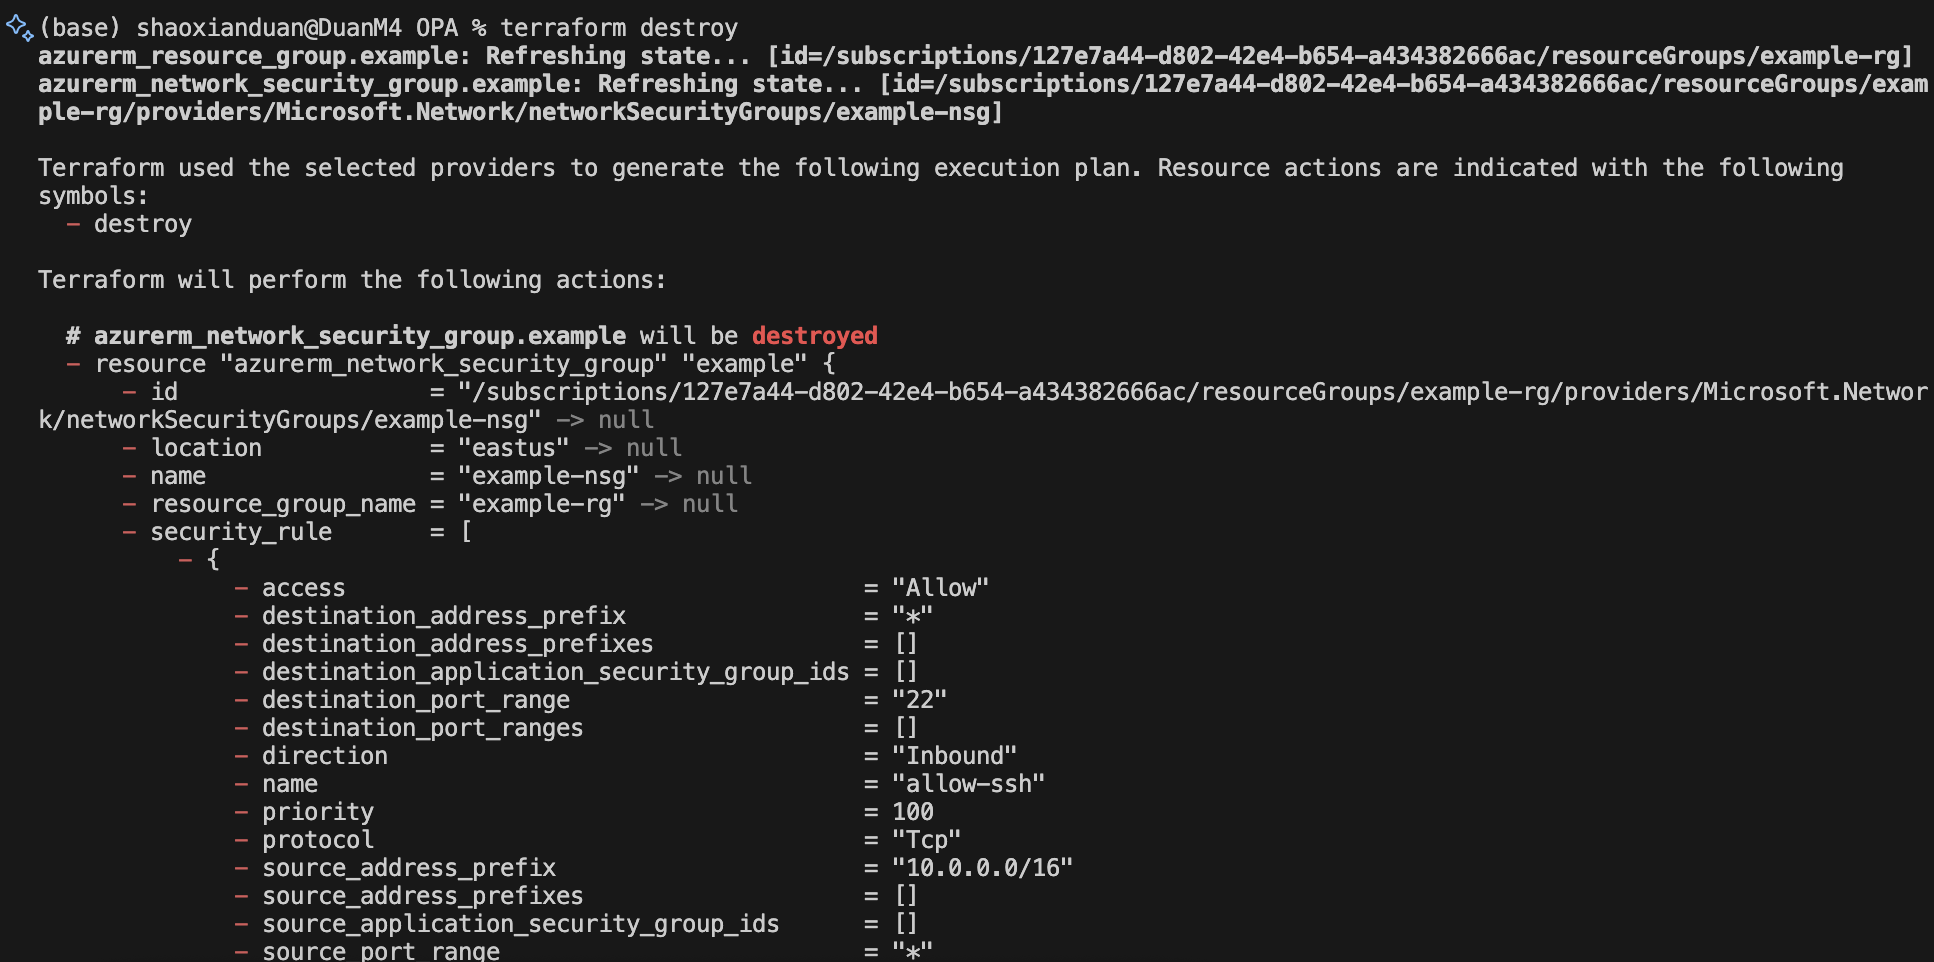 (base) shaoxianduan@DuanM4 OPA % terraform destroy
azurerm_resource_group.example: Refreshing state... [id=/subscriptions/127e7a44-d802-42e4-b654-a434382666ac/resourceGroups/example-rg]
azurerm_network_security_group.example: Refreshing state... [id=/subscriptions/127e7a44-d802-42e4-b654-a434382666ac/resourceGroups/exam
ple-rg/providers/Microsoft.Network/networkSecurityGroups/example-nsg]
Terraform used the selected providers to generate the following execution plan. Resource actions are indicated with the following
symbols:
- destroy
Terraform will perform the following actions:
# azurerm_network_security_group.example will be destroyed
- resource "azurerm_network_security_group" "example" {
- id = "/subscriptions/127e7a44-d802-42e4-b654-a434382666ac/resourceGroups/example-rg/providers/Microsoft.Networ
k/networkSecurityGroups/example-nsg" -> null
- location = "eastus" -> null
- name = "example-nsg" -> null
- resource_group_name = "example-rg" -> null
- security_rule = [
- {
- access = "Allow"
- destination_address_prefix = "*"
- destination_address_prefixes = []
- destination_application_security_group_ids = []
- destination_port_range = "22"
- destination_port_ranges = []
- direction = "Inbound"
- name = "allow-ssh"
- priority = 100
- protocol = "Tcp"
- source_address_prefix = "10.0.0.0/16"
- source_address_prefixes = []
- source_application_security_group_ids = []
- source_port_range = "*"